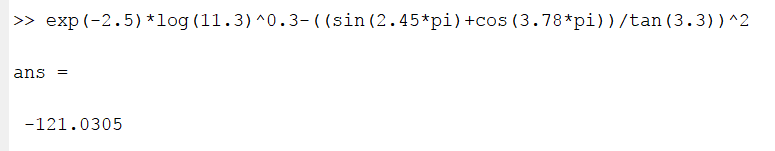 >> exp(-2.5)*log(11.3)^0.3-((sin(2.45*pi)+cos(3.78*pi))/tan(3.3))^2
ans =
-121.0305